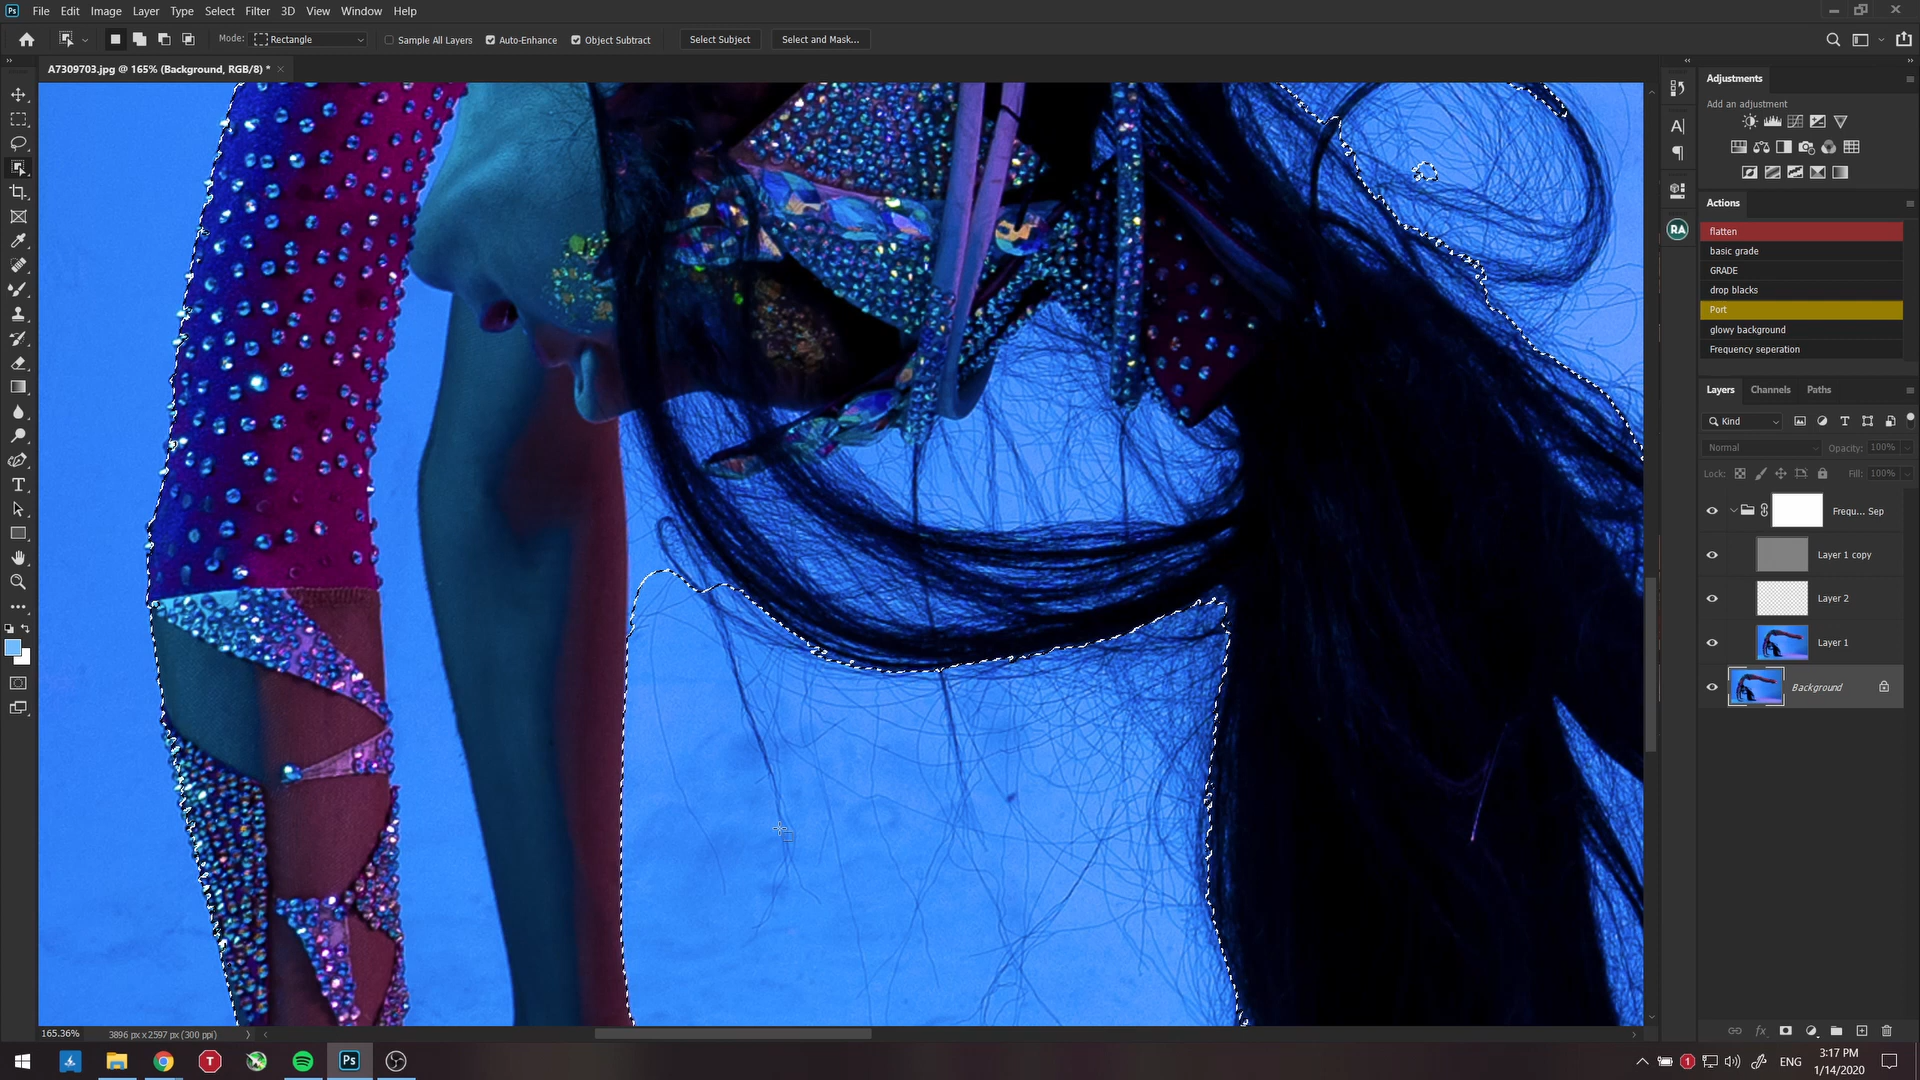 Ps File Edit Image Layer Type Select Filter 3D View Window Help
Mode: Rectangle Sample All Layers Auto-Enhance Object Subtract Select Subject Select and Mask...
A7309703.jpg @ 165% (Background, RGB/8) *
Adjustments
Add an adjustment
Actions
flatten
basic grade
GRADE
drop blacks
Port
glowy background
Frequency seperation
RA
Layers Channels Paths
Kind
Normal Opacity: 100%
Lock: Fill: 100%
Frequ... Sep
Layer 1 copy
Layer 2
Layer 1
Background
165.36% 3896 px x 2597 px (300 ppi)
T Ps 1 ENG 3:17 PM
1/14/2020